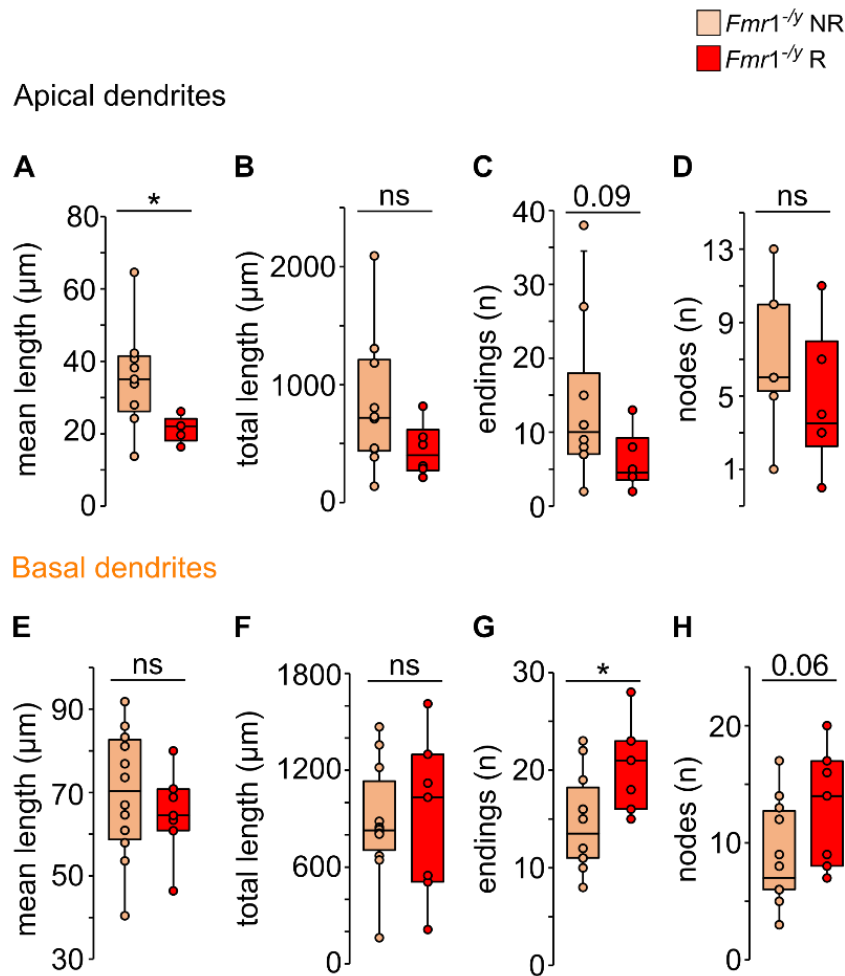 Fmr1-/y NR
Fmr1-/y R
Apical dendrites
A
B
C
D
*
ns
0.09
ns
mean length (µm)
80
60
40
20
0
total length (µm)
2000
1000
0
endings (n)
40
30
20
10
0
nodes (n)
13
9
5
1
Basal dendrites
E
F
G
H
ns
ns
*
0.06
mean length (µm)
90
70
50
30
total length (µm)
1800
1200
600
0
endings (n)
30
20
10
0
nodes (n)
20
10
0